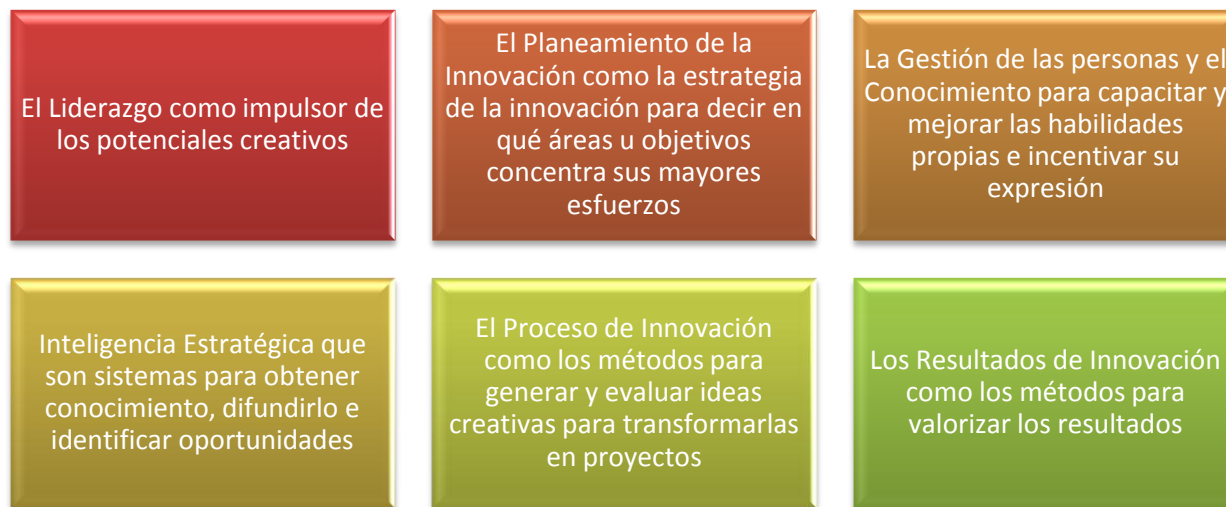 El Liderazgo como impulsor de
los potenciales creativos
El Planeamiento de la
Innovación como la estrategia
de la innovación para decir en
qué áreas u objetivos
concentra sus mayores
esfuerzos
La Gestión de las personas y el
Conocimiento para capacitar y
mejorar las habilidades
propias e incentivar su
expresión
Inteligencia Estratégica que
son sistemas para obtener
conocimiento, difundirlo e
identificar oportunidades
El Proceso de Innovación
como los métodos para
generar y evaluar ideas
creativas para transformarlas
en proyectos
Los Resultados de Innovación
como los métodos para
valorizar los resultados